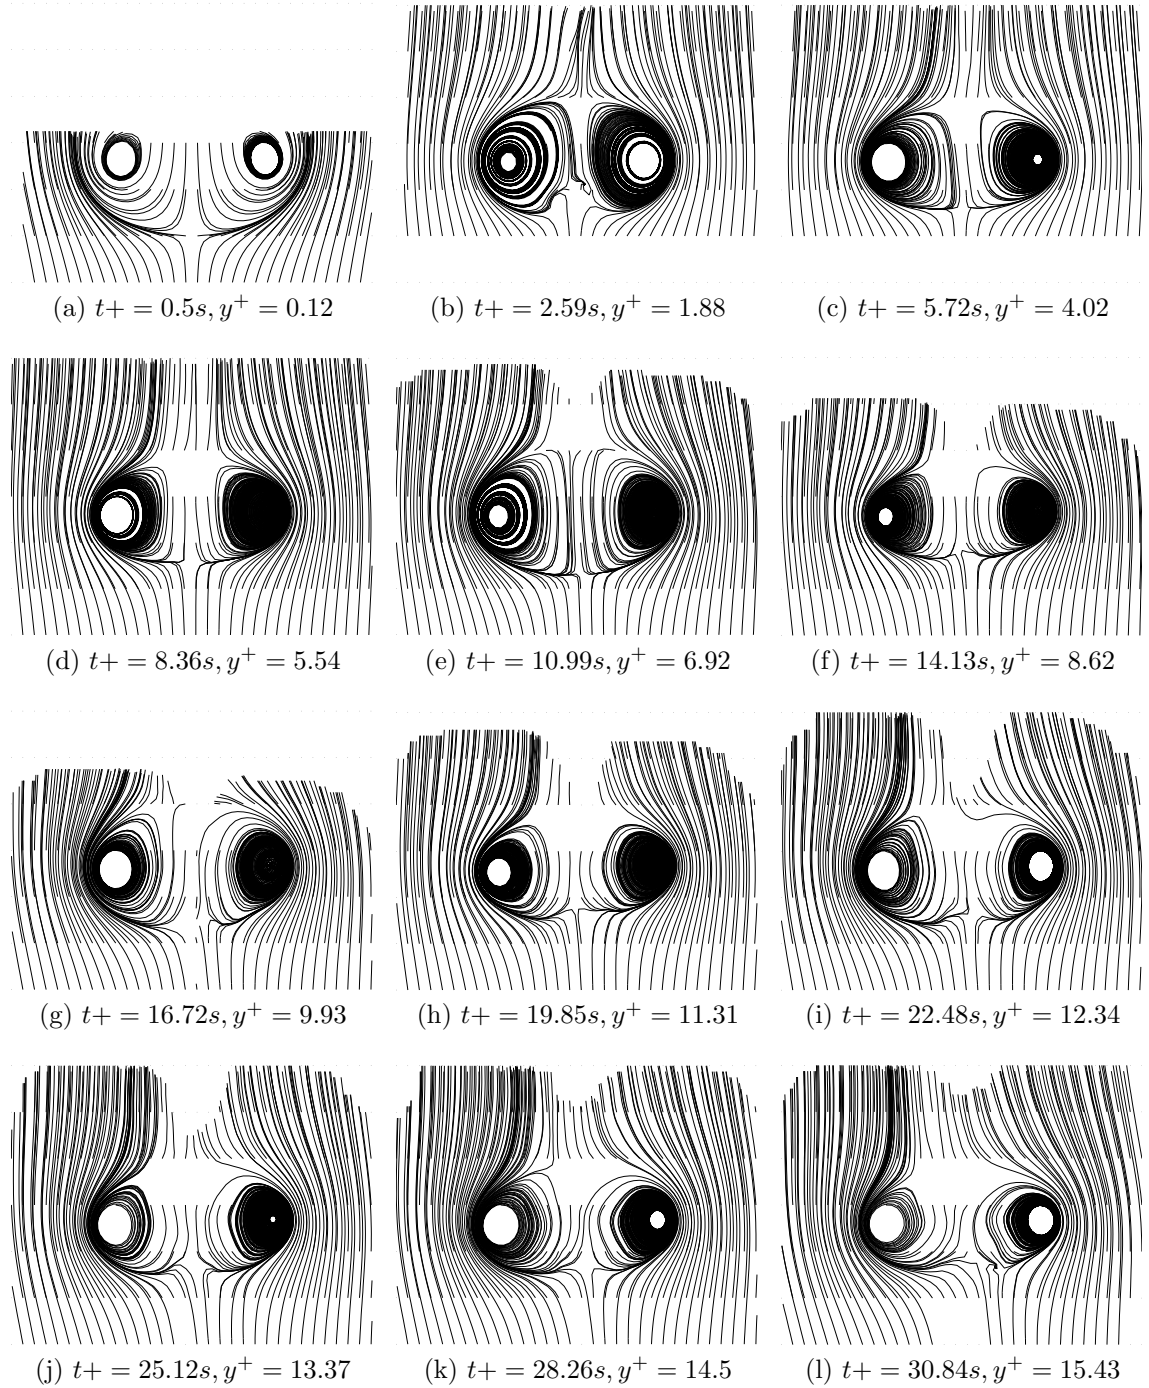 (a) t+ = 0.5s, y⁺ = 0.12
(b) t+ = 2.59s, y⁺ = 1.88
(c) t+ = 5.72s, y⁺ = 4.02
(d) t+ = 8.36s, y⁺ = 5.54
(e) t+ = 10.99s, y⁺ = 6.92
(f) t+ = 14.13s, y⁺ = 8.62
(g) t+ = 16.72s, y⁺ = 9.93
(h) t+ = 19.85s, y⁺ = 11.31
(i) t+ = 22.48s, y⁺ = 12.34
(j) t+ = 25.12s, y⁺ = 13.37
(k) t+ = 28.26s, y⁺ = 14.5
(l) t+ = 30.84s, y⁺ = 15.43